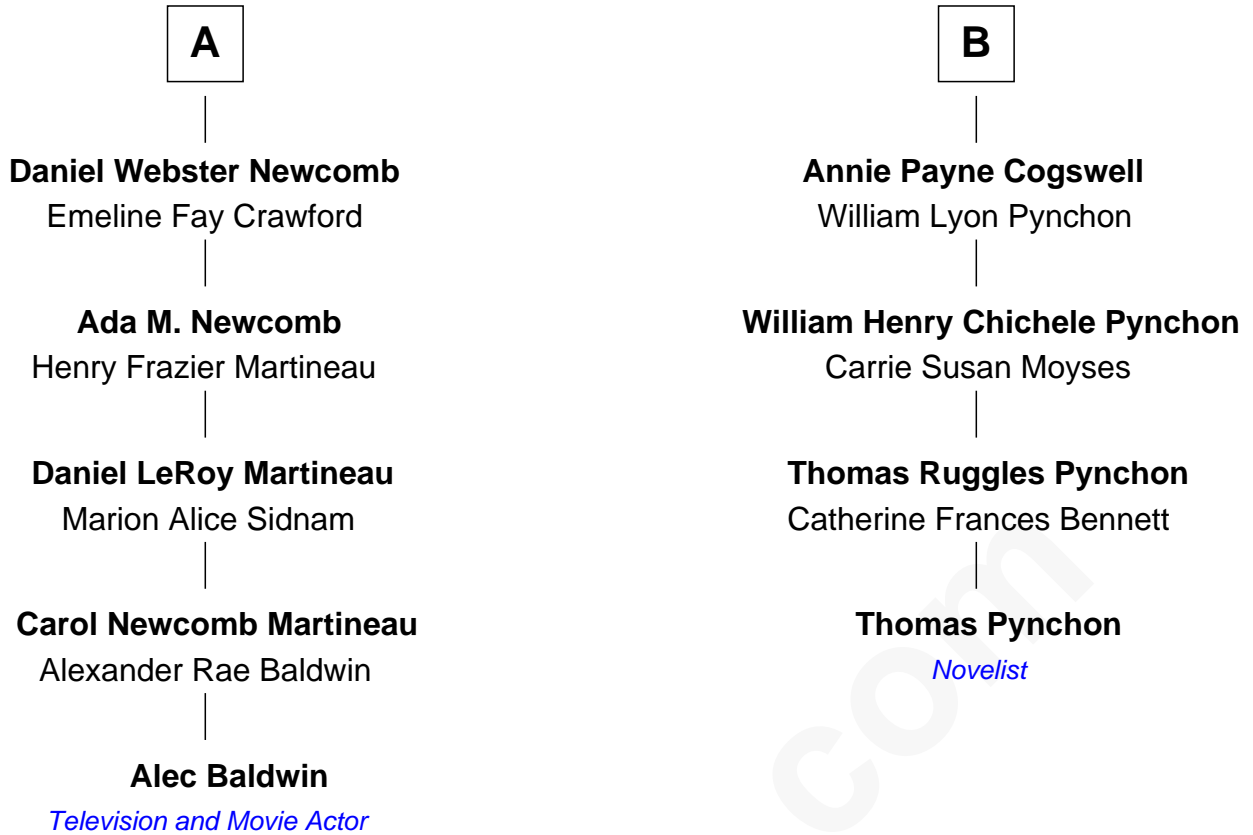 A
Daniel Webster Newcomb
Emeline Fay Crawford
Ada M. Newcomb
Henry Frazier Martineau
Daniel LeRoy Martineau
Marion Alice Sidnam
Carol Newcomb Martineau
Alexander Rae Baldwin
Alec Baldwin
Television and Movie Actor
B
Annie Payne Cogswell
William Lyon Pynchon
William Henry Chichele Pynchon
Carrie Susan Moyses
Thomas Ruggles Pynchon
Catherine Frances Bennett
Thomas Pynchon
Novelist
com